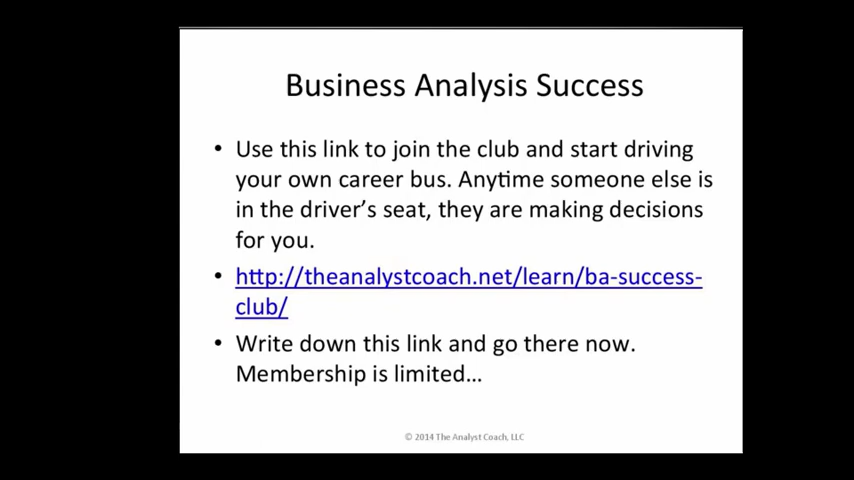 Business Analysis Success
• Use this link to join the club and start driving
your own career bus. Anytime someone else is
in the driver’s seat, they are making decisions
for you.
• http://theanalystcoach.net/learn/ba-success-
club/
• Write down this link and go there now.
Membership is limited…
© 2014 The Analyst Coach, LLC